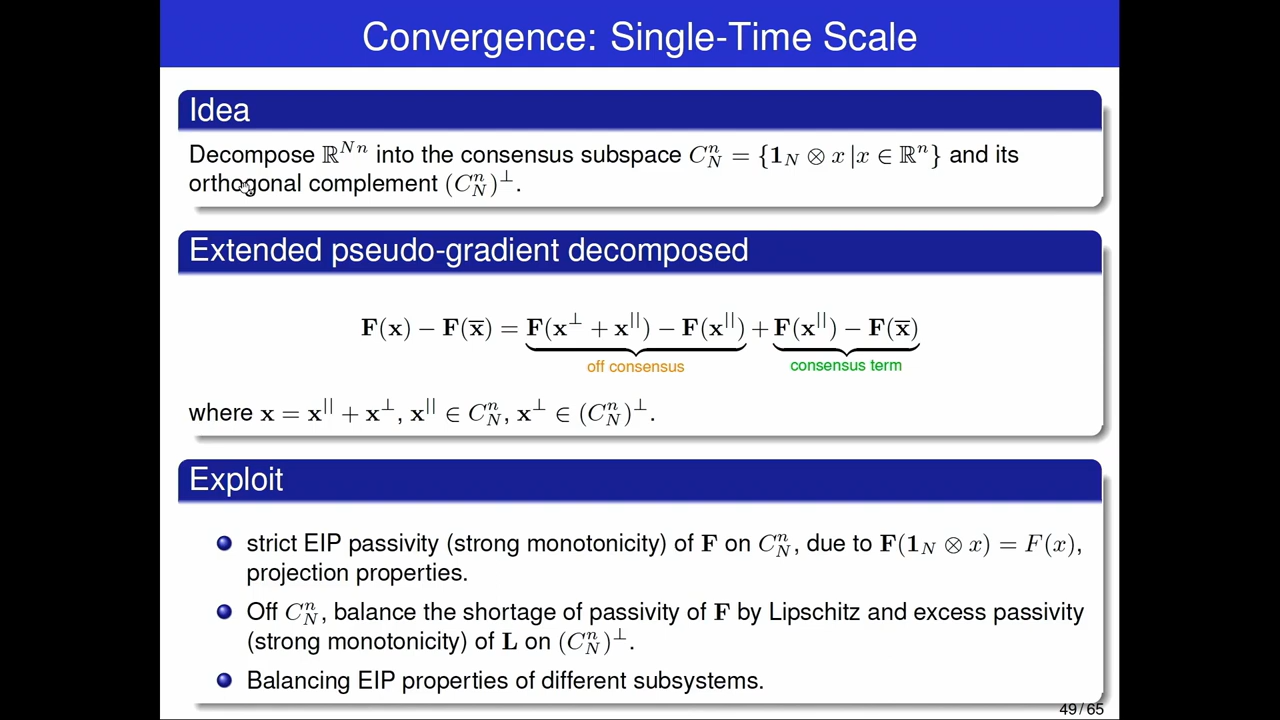 Convergence: Single-Time Scale
Idea
Decompose ℝ^{Nn} into the consensus subspace C_N^n = {𝟏_N ⊗ x |x ∈ ℝ^n} and its
orthogonal complement (C_N^n)^⊥.
Extended pseudo-gradient decomposed
𝐅(𝐱) − 𝐅(𝐱̅) = 𝐅(𝐱^⊥ + 𝐱^{||}) − 𝐅(𝐱^{||}) + 𝐅(𝐱^{||}) − 𝐅(𝐱̅)
off consensus consensus term
where 𝐱 = 𝐱^{||} + 𝐱^⊥, 𝐱^{||} ∈ C_N^n, 𝐱^⊥ ∈ (C_N^n)^⊥.
Exploit
strict EIP passivity (strong monotonicity) of 𝐅 on C_N^n, due to 𝐅(𝟏_N ⊗ x) = F(x),
projection properties.
Off C_N^n, balance the shortage of passivity of 𝐅 by Lipschitz and excess passivity
(strong monotonicity) of 𝐋 on (C_N^n)^⊥.
Balancing EIP properties of different subsystems.
49 / 65